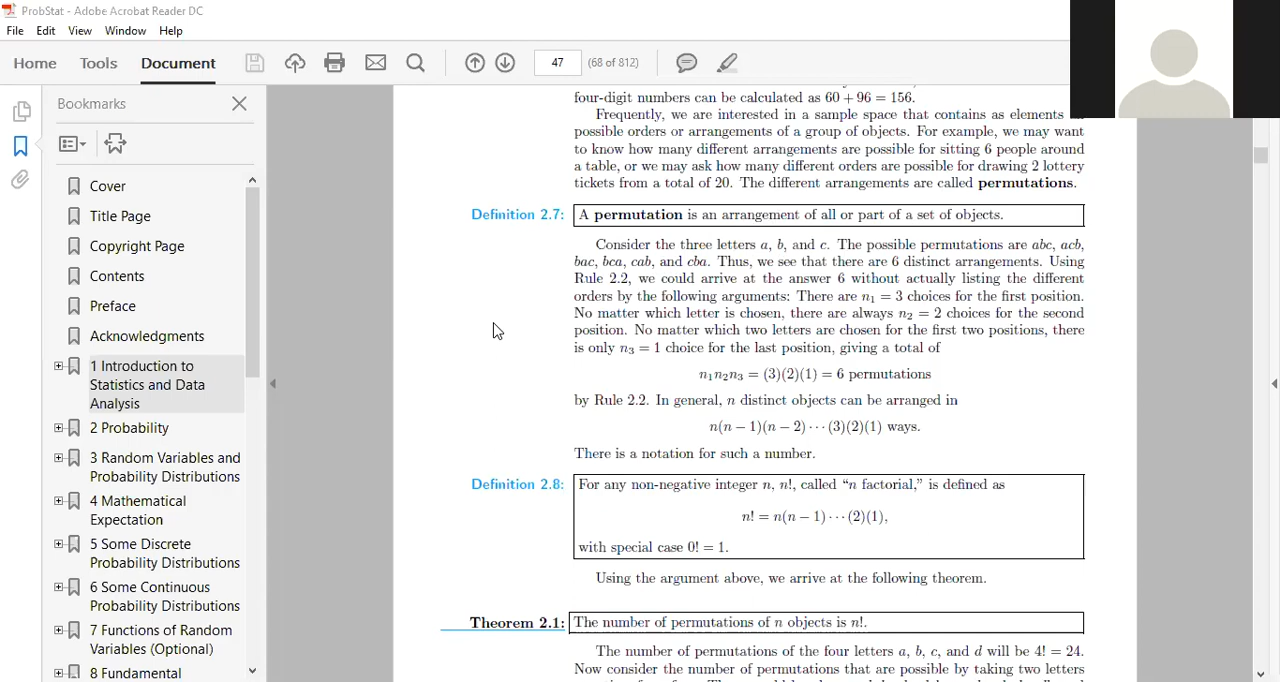 ProbStat - Adobe Acrobat Reader DC
File Edit View Window Help
Home Tools Document 47 (68 of 812)
Bookmarks
Cover
Title Page
Copyright Page
Contents
Preface
Acknowledgments
1 Introduction to
Statistics and Data
Analysis
2 Probability
3 Random Variables and
Probability Distributions
4 Mathematical
Expectation
5 Some Discrete
Probability Distributions
6 Some Continuous
Probability Distributions
7 Functions of Random
Variables (Optional)
8 Fundamental
four-digit numbers can be calculated as 60 + 96 = 156.
Frequently, we are interested in a sample space that contains as elements
possible orders or arrangements of a group of objects. For example, we may want
to know how many different arrangements are possible for sitting 6 people around
a table, or we may ask how many different orders are possible for drawing 2 lottery
tickets from a total of 20. The different arrangements are called permutations.
Definition 2.7: A permutation is an arrangement of all or part of a set of objects.
Consider the three letters a, b, and c. The possible permutations are abc, acb,
bac, bca, cab, and cba. Thus, we see that there are 6 distinct arrangements. Using
Rule 2.2, we could arrive at the answer 6 without actually listing the different
orders by the following arguments: There are n₁ = 3 choices for the first position.
No matter which letter is chosen, there are always n₂ = 2 choices for the second
position. No matter which two letters are chosen for the first two positions, there
is only n₃ = 1 choice for the last position, giving a total of
n₁n₂n₃ = (3)(2)(1) = 6 permutations
by Rule 2.2. In general, n distinct objects can be arranged in
n(n − 1)(n − 2) · · · (3)(2)(1) ways.
There is a notation for such a number.
Definition 2.8: For any non-negative integer n, n!, called “n factorial,” is defined as
n! = n(n − 1) · · · (2)(1),
with special case 0! = 1.
Using the argument above, we arrive at the following theorem.
Theorem 2.1: The number of permutations of n objects is n!.
The number of permutations of the four letters a, b, c, and d will be 4! = 24.
Now consider the number of permutations that are possible by taking two letters